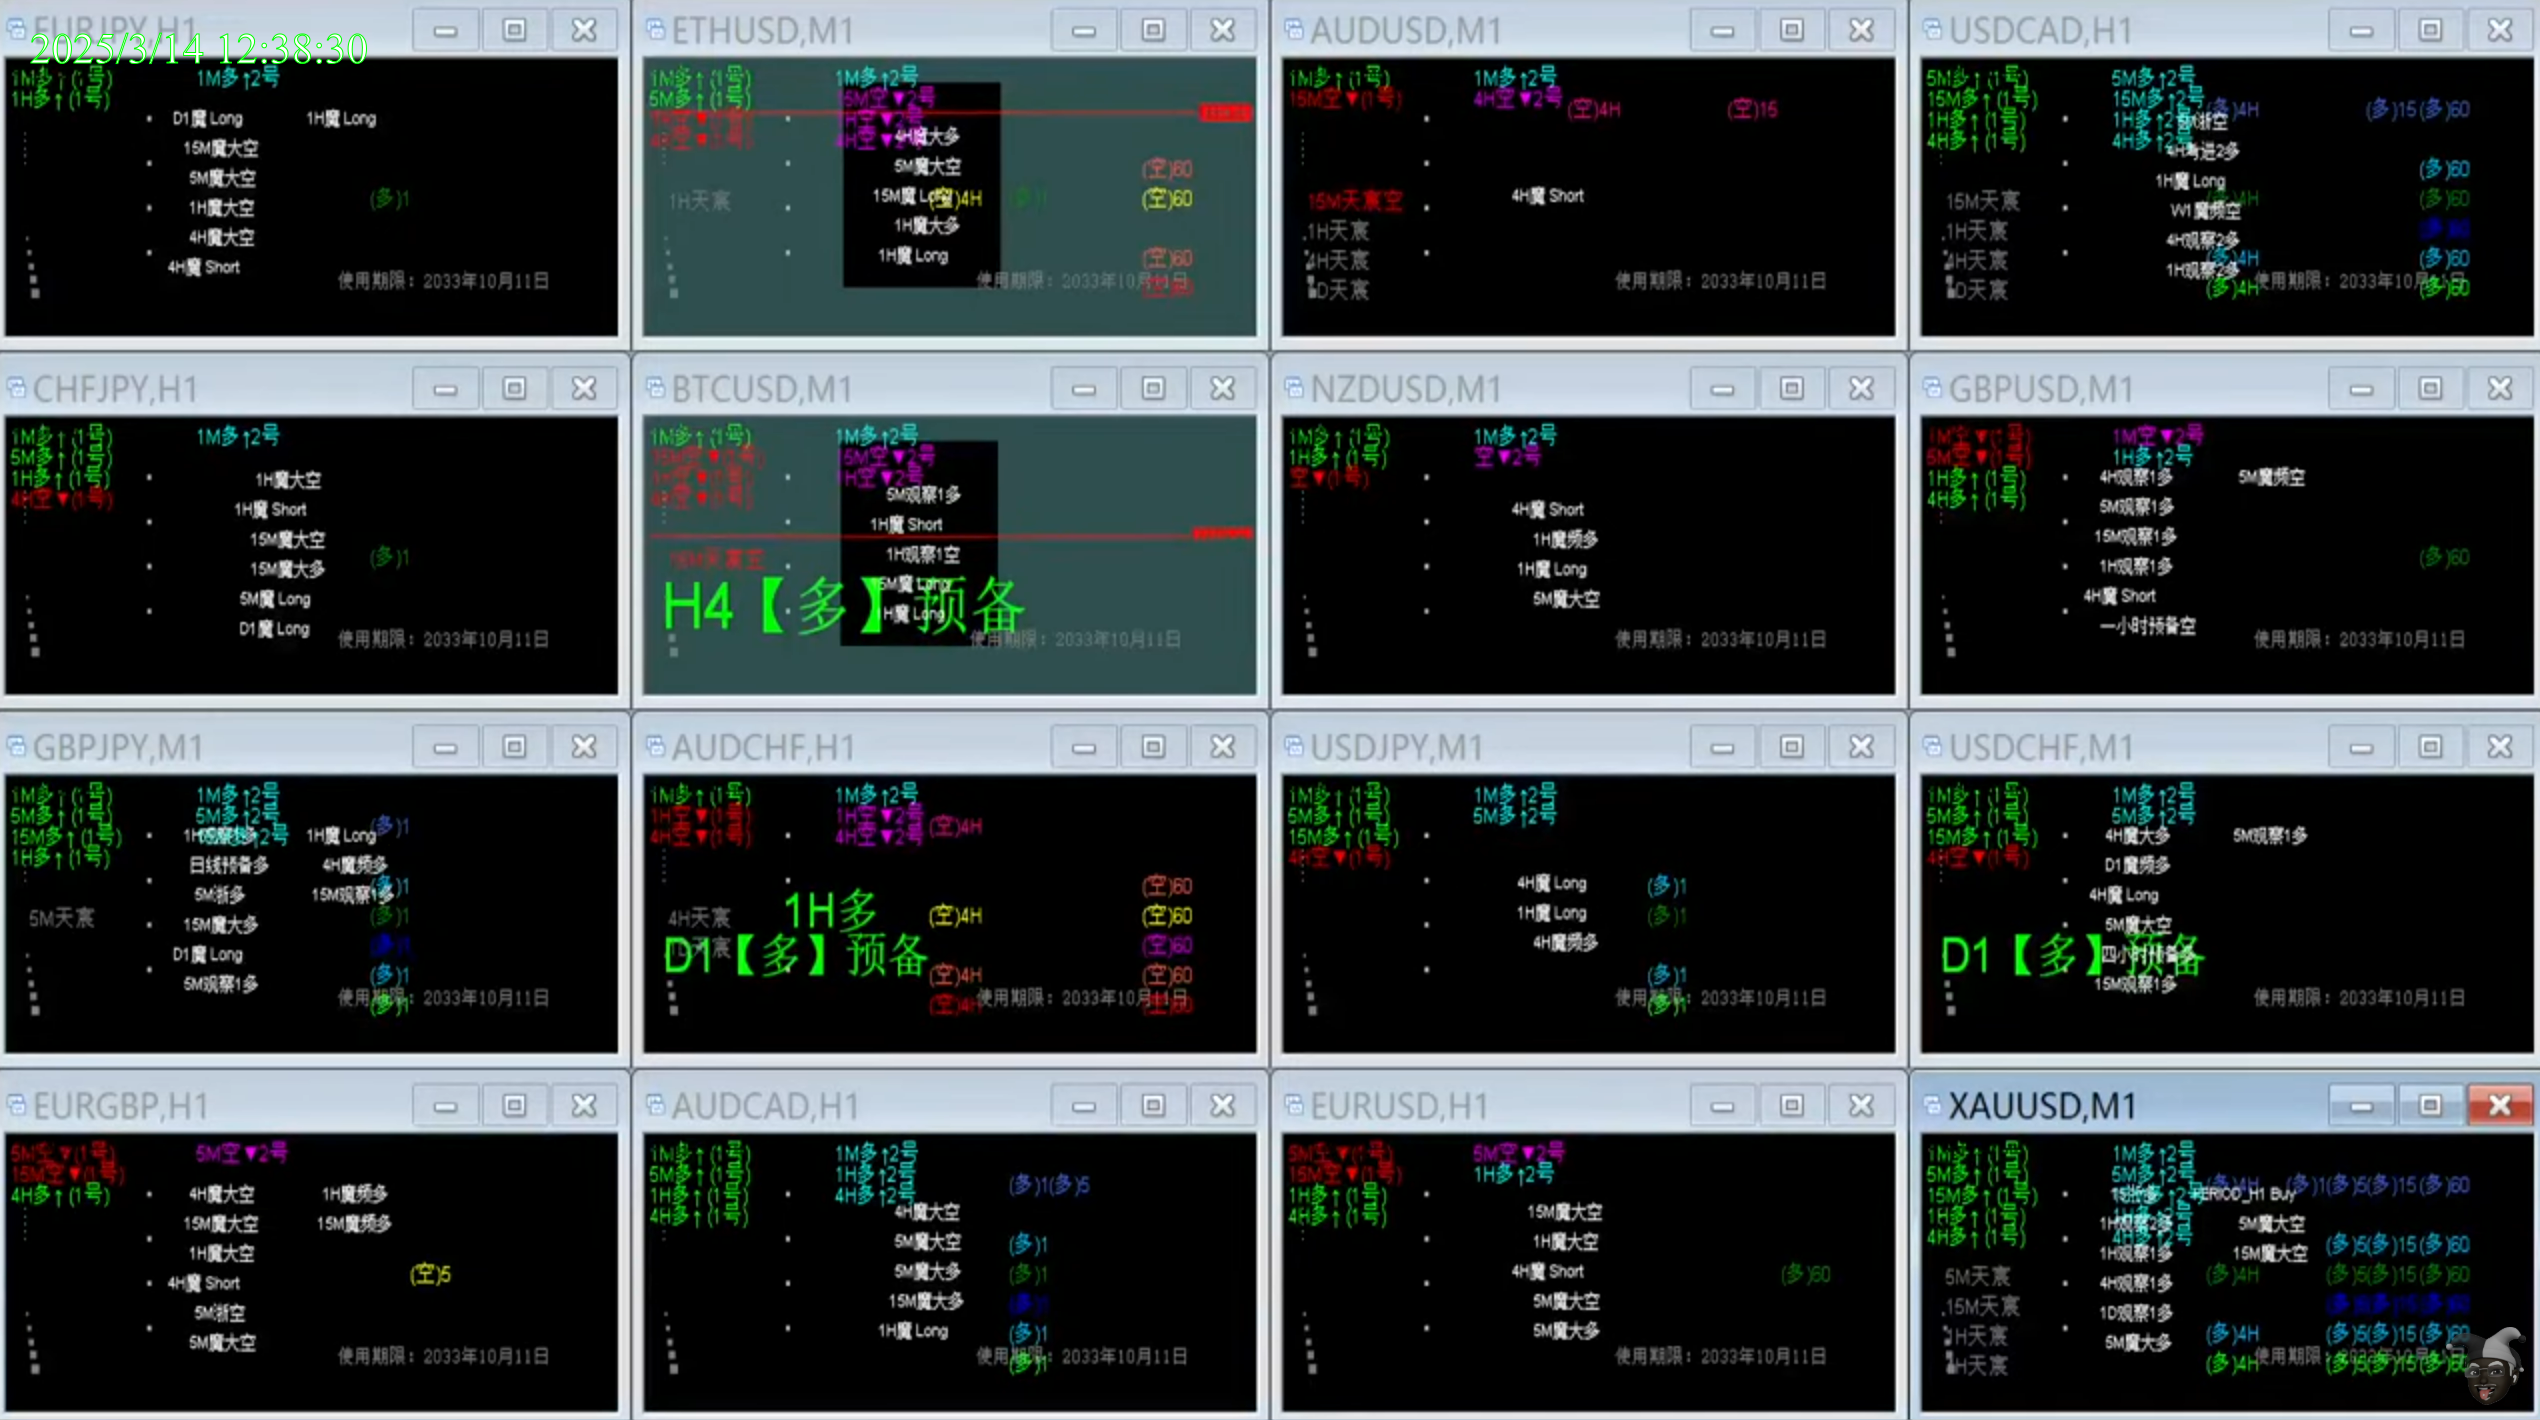 EURJPY,H1
2025/3/14 12:38:30
1M多↑(1号) 1M多↑2号
1H多↑(1号)
D1魔 Long 1H魔 Long
15M魔大空
5M魔大空
1H魔大空 (多)1
4H魔大空
4H魔 Short
使用期限：2033年10月11日
ETHUSD,M1
1M多↑(1号) 1M多↑2号
5M多↑(1号) 5M空▼2号
1H空▼(1号) 1H空▼2号
4H空▼(1号) 4H空▼2号
4H魔大多
5M魔大空 (空)60
1H天宸 15M魔 (空)4H (多)1 (空)60
1H魔大多
1H魔 Long (空)60
使用期限：2033年10月11日
AUDUSD,M1
1M多↑(1号) 1M多↑2号
15M空▼(1号) 4H空▼2号 (空)4H (空)15
15M天宸空 4H魔 Short
1H天宸
4H天宸
D天宸
使用期限：2033年10月11日
USDCAD,H1
5M多↑(1号) 5M多↑2号
15M多↑(1号) 15M多↑2号 (多)4H (多)15(多)60
1H多↑(1号) 1H多↑2号
4H多↑(1号) 4H多↑2号
(多)60
1H魔 Long
15M天宸 (多)60
W1魔频空
1H天宸
4H观察2多
4H天宸 (多)4H (多)60
1H观察2多
D天宸 (多)4H (多)60
使用期限：2033年10月11日
CHFJPY,H1
1M多↑(1号) 1M多↑2号
5M多↑(1号)
1H多↑(1号)
4H空▼(1号)
1H魔大空
1H魔 Short
15M魔大空
15M魔大多 (多)1
5M魔 Long
D1魔 Long
使用期限：2033年10月11日
BTCUSD,M1
1M多↑(1号) 1M多↑2号
15M空▼(1号) 5M空▼2号
1H空▼(1号) 1H空▼2号
4H空▼(1号)
5M观察1多
1H魔 Short
1H观察1空
15M天宸空
H4【多】预备
使用期限：2033年10月11日
NZDUSD,M1
1M多↑(1号) 1M多↑2号
1H多↑(1号) 空▼2号
空▼(1号)
4H魔 Short
1H魔频多
1H魔 Long
5M魔大空
使用期限：2033年10月11日
GBPUSD,M1
1M空▼(1号) 1M空▼2号
5M空▼(1号) 1H多↑2号
1H多↑(1号)
4H多↑(1号)
4H观察1多 5M魔频空
5M观察1多
15M观察1多
1H观察1多 (多)60
4H魔 Short
一小时预备空
使用期限：2033年10月11日
GBPJPY,M1
1M多↑(1号) 1M多↑2号
5M多↑(1号) 5M多↑2号
15M多↑(1号) (多)1
1H多↑(1号)
1H魔 Long
日线预备多 4H魔频多
5M浙多 15M观察1多 (多)1
5M天宸 15M魔大多 (多)1
D1魔 Long (多)1
5M观察1多 (多)1
(多)1
使用期限：2033年10月11日
AUDCHF,H1
1M多↑(1号) 1M多↑2号
1H空▼(1号) 1H空▼2号
4H空▼(1号) 4H空▼2号 (空)4H
(空)60
4H天宸 1H多 (空)4H (空)60
D1【多】预备 (空)60
(空)4H (空)60
(空)4H (空)60
使用期限：2033年10月11日
USDJPY,M1
1M多↑(1号) 1M多↑2号
5M多↑(1号) 5M多↑2号
15M多↑(1号)
4H空▼(1号)
4H魔 Long (多)1
1H魔 Long (多)1
4H魔频多
(多)1
(多)1
使用期限：2033年10月11日
USDCHF,M1
1M多↑(1号) 1M多↑2号
5M多↑(1号) 5M多↑2号
15M多↑(1号)
4H空▼(1号)
4H魔大多 5M观察1多
D1魔频多
4H魔 Long
5M魔大空
四小时预备多
D1【多】预备
15M观察1多
使用期限：2033年10月11日
EURGBP,H1
5M空▼(1号) 5M空▼2号
15M空▼(1号)
4H多↑(1号)
4H魔大空 1H魔频多
15M魔大空 15M魔频多
1H魔大空
4H魔 Short (空)5
5M浙空
5M魔大空
使用期限：2033年10月11日
AUDCAD,H1
1M多↑(1号) 1M多↑2号
5M多↑(1号) 1H多↑2号
1H多↑(1号) 4H多↑2号 (多)1(多)5
4H多↑(1号)
4H魔大空
5M魔大空 (多)1
5M魔大多 (多)1
15M魔大多 (多)1
1H魔 Long (多)1
(多)1
使用期限：2033年10月11日
EURUSD,H1
5M空▼(1号) 5M空▼2号
15M空▼(1号) 1H多↑2号
1H多↑(1号)
4H多↑(1号)
15M魔大空
1H魔大空
4H魔 Short (多)60
5M魔大空
5M魔大多
使用期限：2033年10月11日
XAUUSD,M1
1M多↑(1号) 1M多↑2号
5M多↑(1号) 5M多↑2号
15M多↑(1号) (多)4H (多)1(多)5(多)15(多)60
1H多↑(1号) PERIOD_H1 Buy
4H多↑(1号) 4H多↑2号
1H观察2多 5M魔大空
1H观察1多 15M魔大空 (多)5(多)15(多)60
5M天宸 4H观察1多 (多)4H (多)5(多)15(多)60
15M天宸 1D观察1多 (多)5(多)15(多)60
1H天宸 5M魔大多 (多)4H (多)5(多)15(多)60
4H天宸 (多)4H (多)5(多)15(多)60
使用期限：